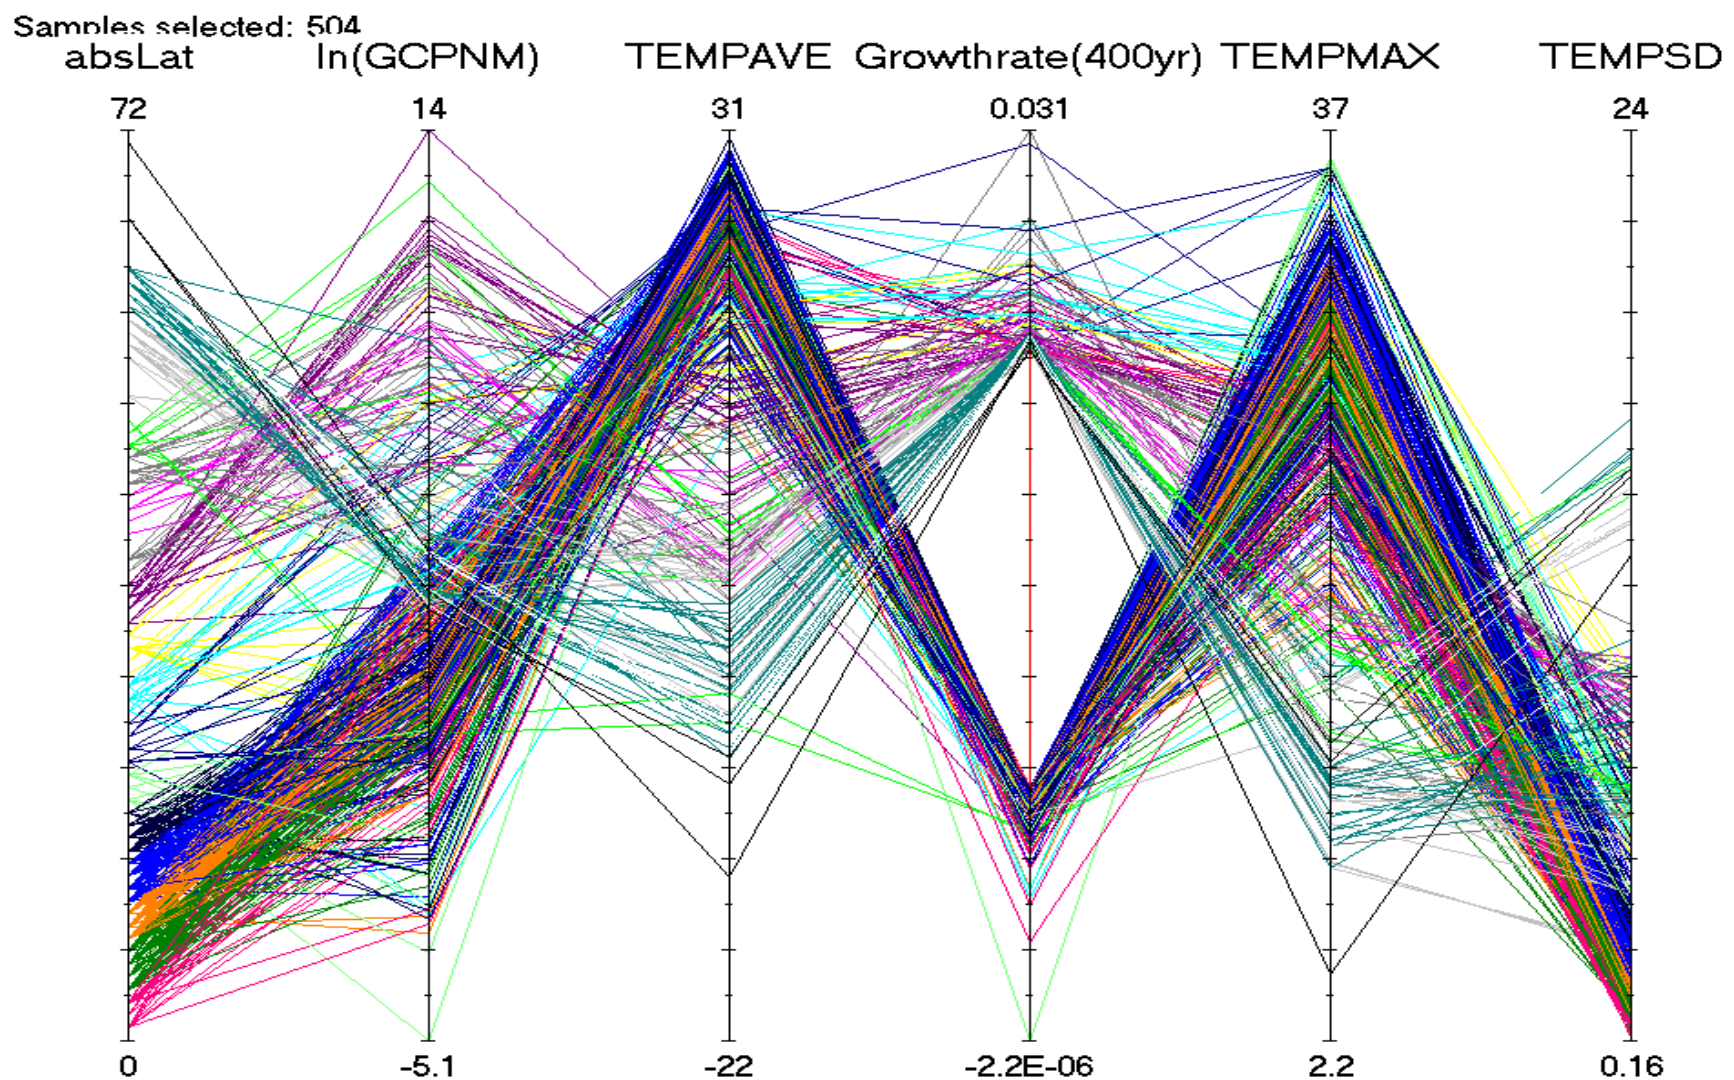 Samples selected: 504
absLat ln(GCPNM) TEMPAVE Growthrate(400yr) TEMPMAX TEMPSD
72 14 31 0.031 37 24
0 -5.1 -22 -2.2E-06 2.2 0.16